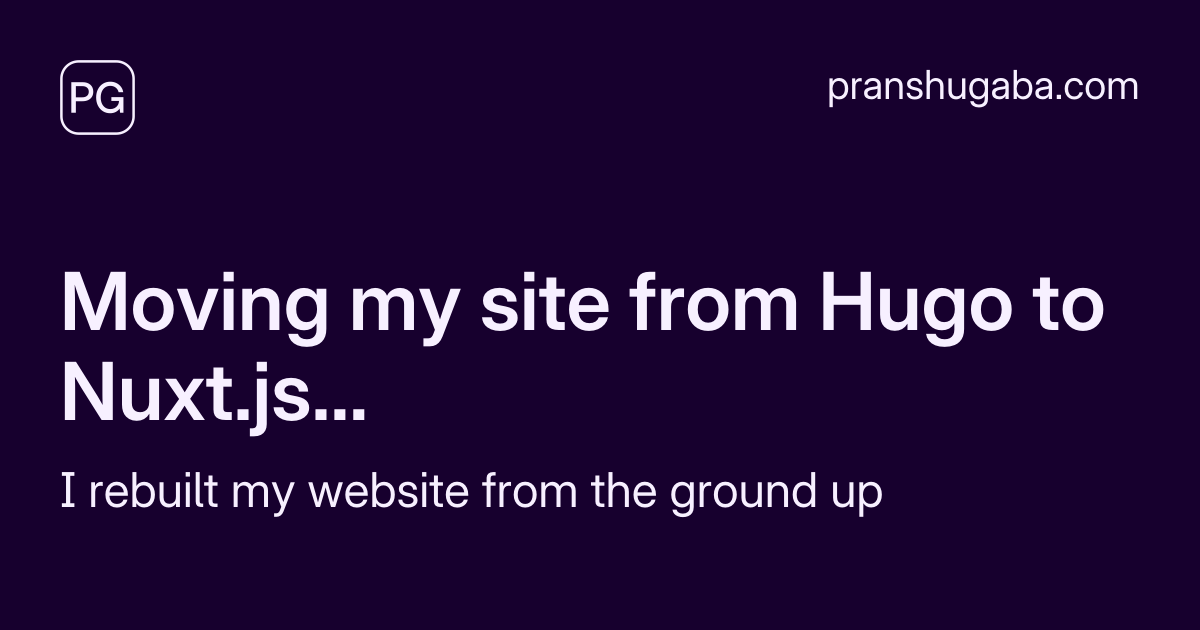 PG
pranshugaba.com
Moving my site from Hugo to
Nuxt.js...
I rebuilt my website from the ground up